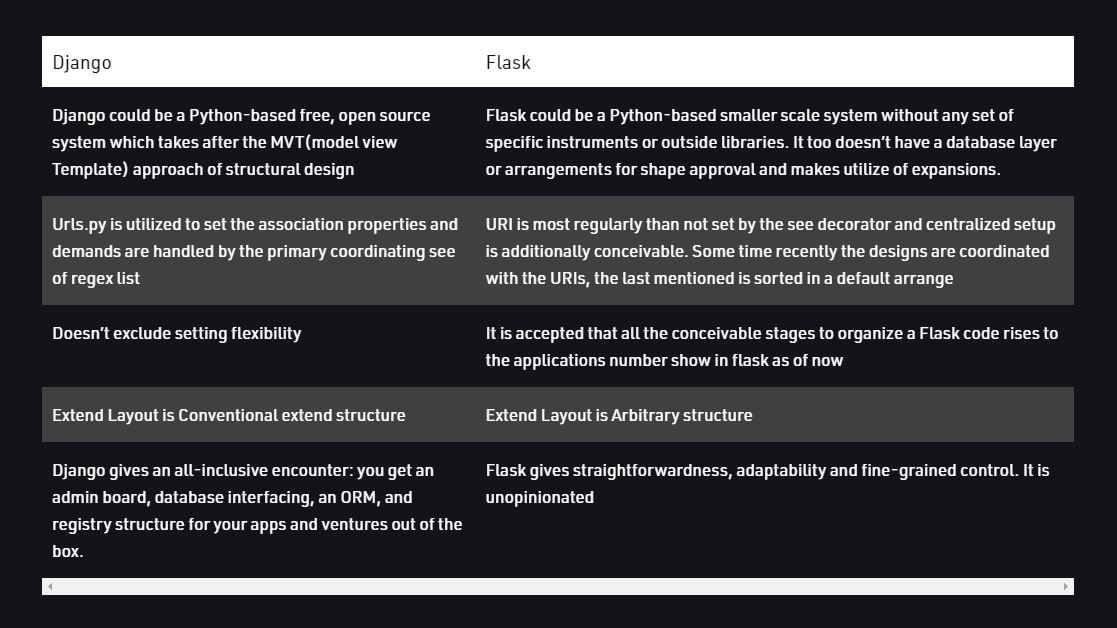 Django
Flask
Django could be a Python-based free, open source
system which takes after the MVT(model view
Template) approach of structural design
Flask could be a Python-based smaller scale system without any set of
specific instruments or outside libraries. It too doesn’t have a database layer
or arrangements for shape approval and makes utilize of expansions.
Urls.py is utilized to set the association properties and
demands are handled by the primary coordinating see
of regex list
URI is most regularly than not set by the see decorator and centralized setup
is additionally conceivable. Some time recently the designs are coordinated
with the URIs, the last mentioned is sorted in a default arrange
Doesn’t exclude setting flexibility
It is accepted that all the conceivable stages to organize a Flask code rises to
the applications number show in flask as of now
Extend Layout is Conventional extend structure
Extend Layout is Arbitrary structure
Django gives an all-inclusive encounter: you get an
admin board, database interfacing, an ORM, and
registry structure for your apps and ventures out of the
box.
Flask gives straightforwardness, adaptability and fine-grained control. It is
unopinionated